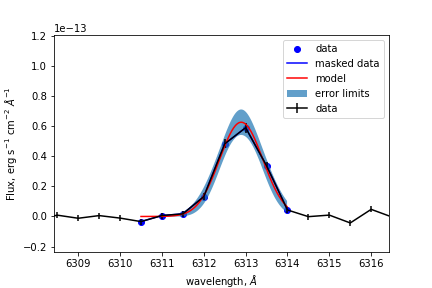 1e−13
1.2
1.0
0.8
0.6
0.4
0.2
0.0
−0.2
Flux, erg s⁻¹ cm⁻² Å⁻¹
data
masked data
model
error limits
data
6309 6310 6311 6312 6313 6314 6315 6316
wavelength, Å